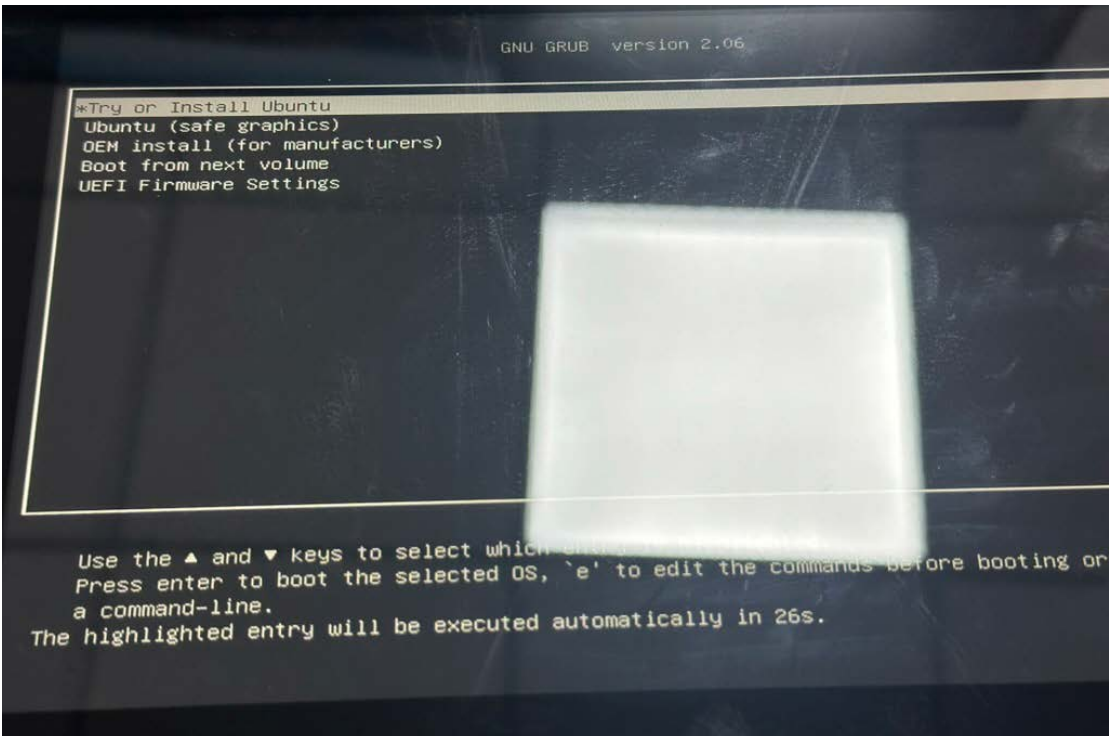 GNU GRUB version 2.06
*Try or Install Ubuntu
Ubuntu (safe graphics)
OEM install (for manufacturers)
Boot from next volume
UEFI Firmware Settings
Use the ▲ and ▼ keys to select which
Press enter to boot the selected OS, `e' to edit the commands before booting or
a command-line.
The highlighted entry will be executed automatically in 26s.